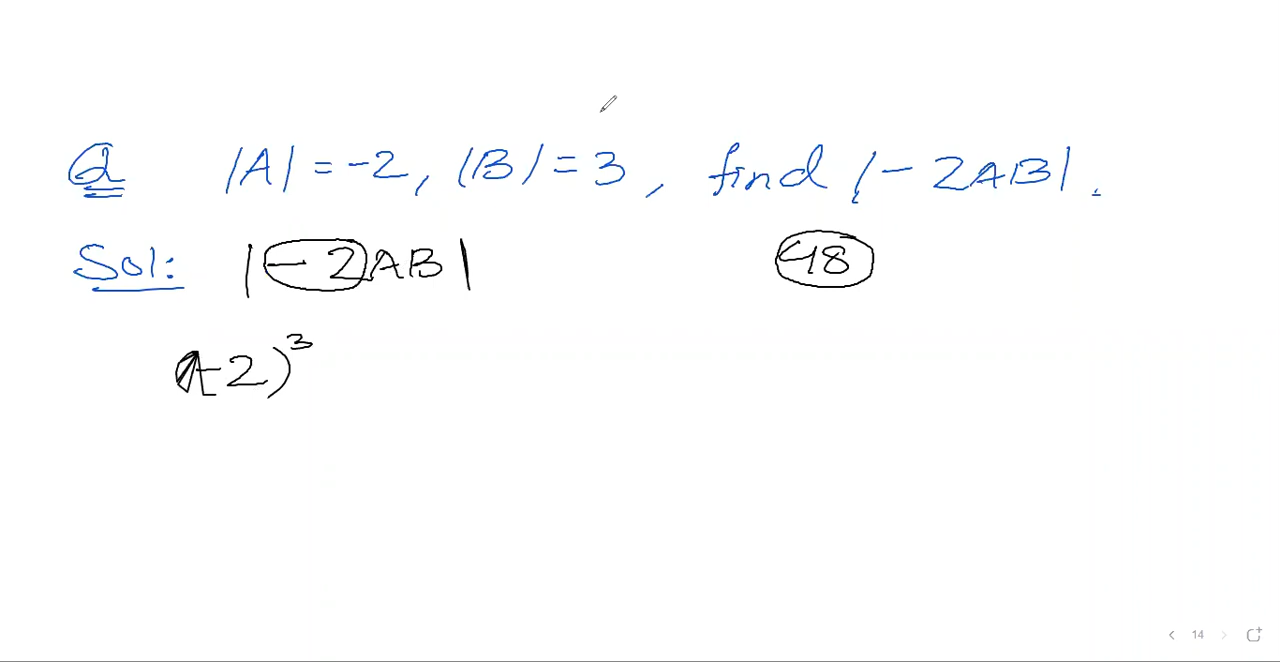 Q |A| = -2, |B| = 3, find |-2AB|.
Sol: |-2AB| 48
(-2)³
14